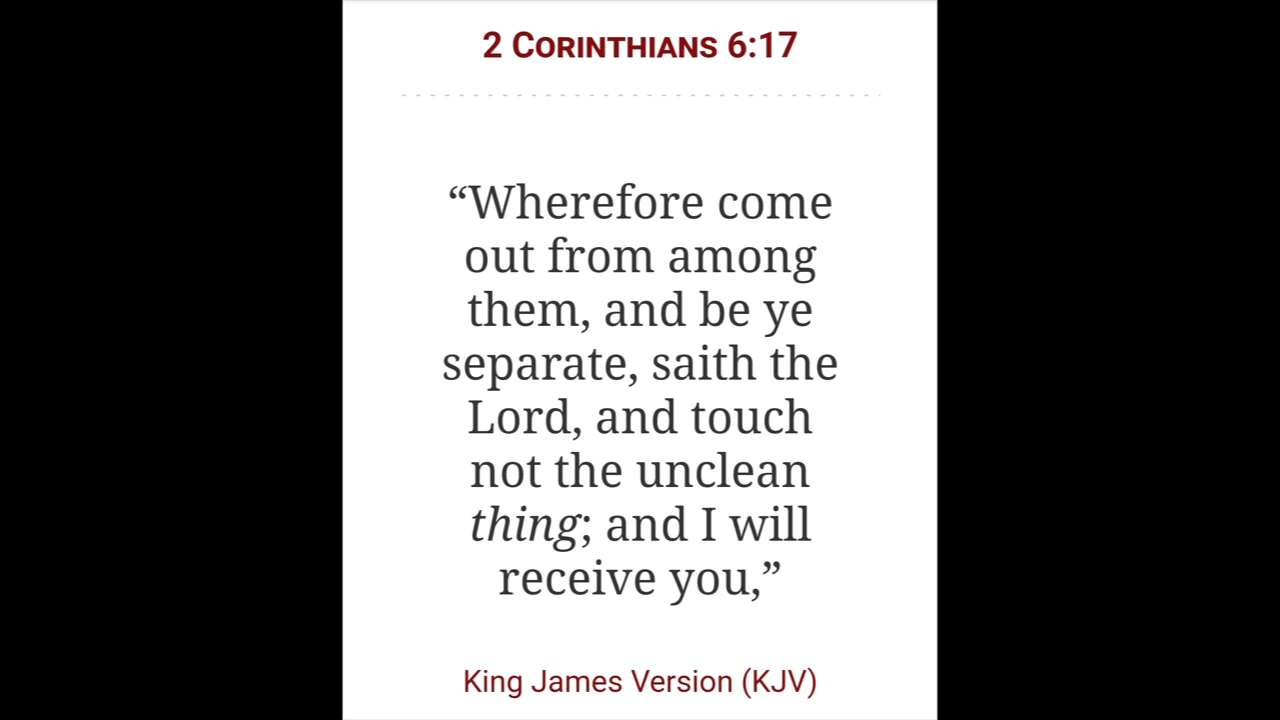 2 Corinthians 6:17
“Wherefore come
out from among
them, and be ye
separate, saith the
Lord, and touch
not the unclean
thing; and I will
receive you,”
King James Version (KJV)